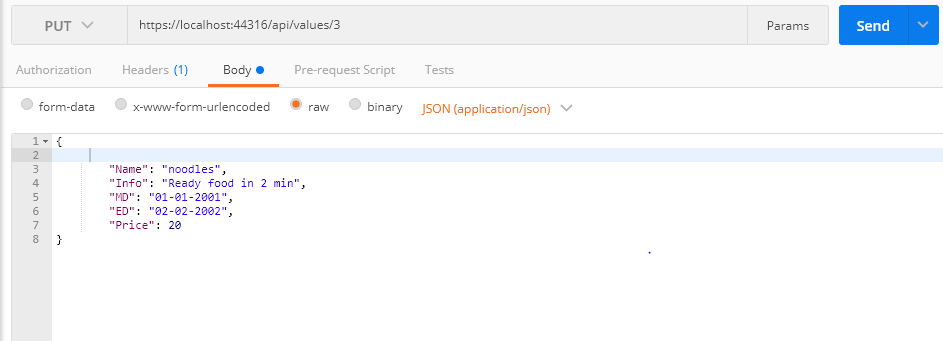 PUT https://localhost:44316/api/values/3 Params Send
Authorization Headers (1) Body Pre-request Script Tests
form-data x-www-form-urlencoded raw binary JSON (application/json)
1 {
2
3 "Name": "noodles",
4 "Info": "Ready food in 2 min",
5 "MD": "01-01-2001",
6 "ED": "02-02-2002",
7 "Price": 20
8 }